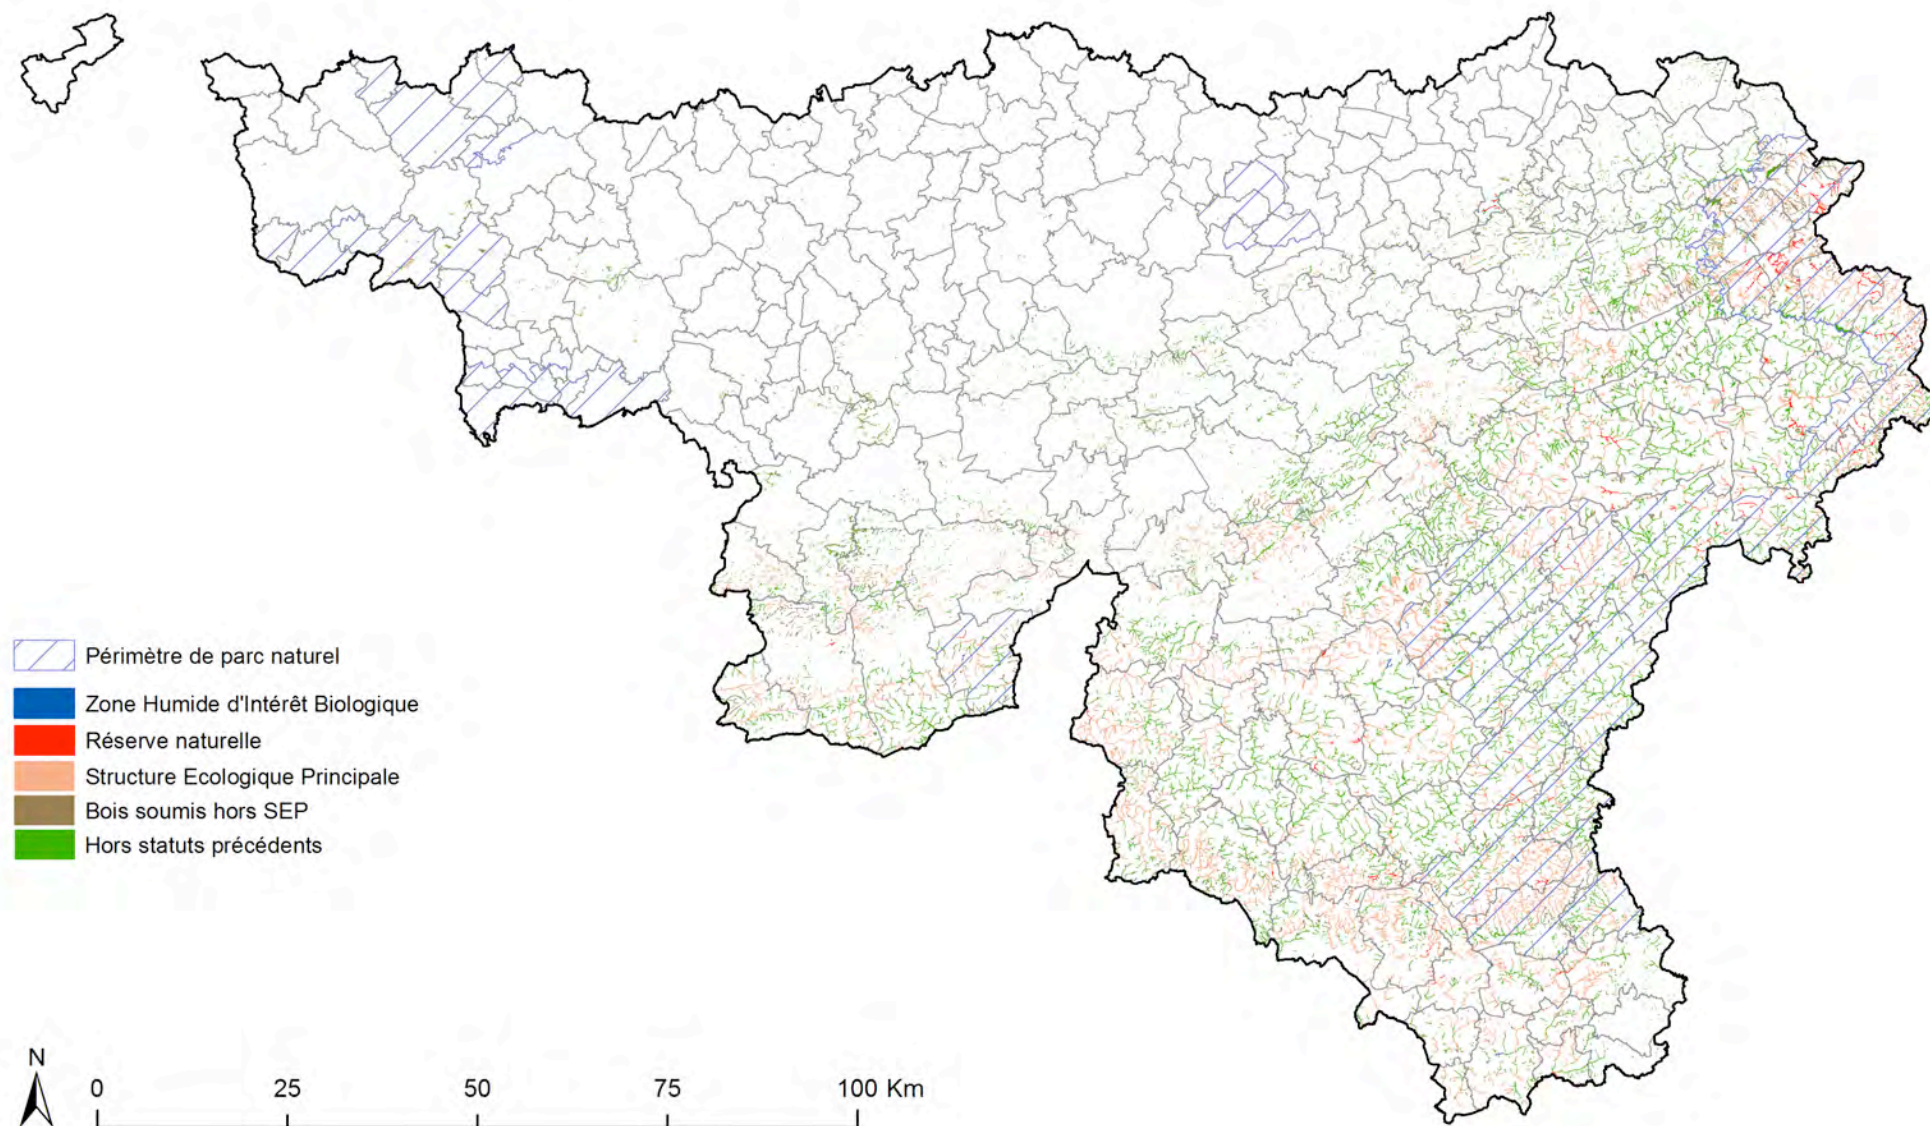 Périmètre de parc naturel
Zone Humide d'Intérêt Biologique
Réserve naturelle
Structure Ecologique Principale
Bois soumis hors SEP
Hors statuts précédents
N
0 25 50 75 100 Km